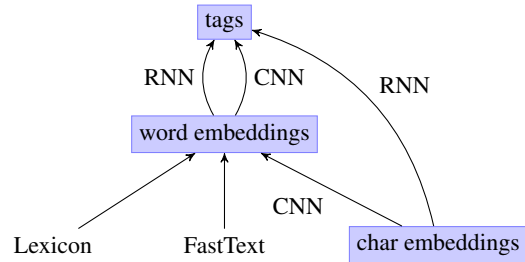 tags
RNN CNN RNN
word embeddings
CNN
Lexicon FastText char embeddings